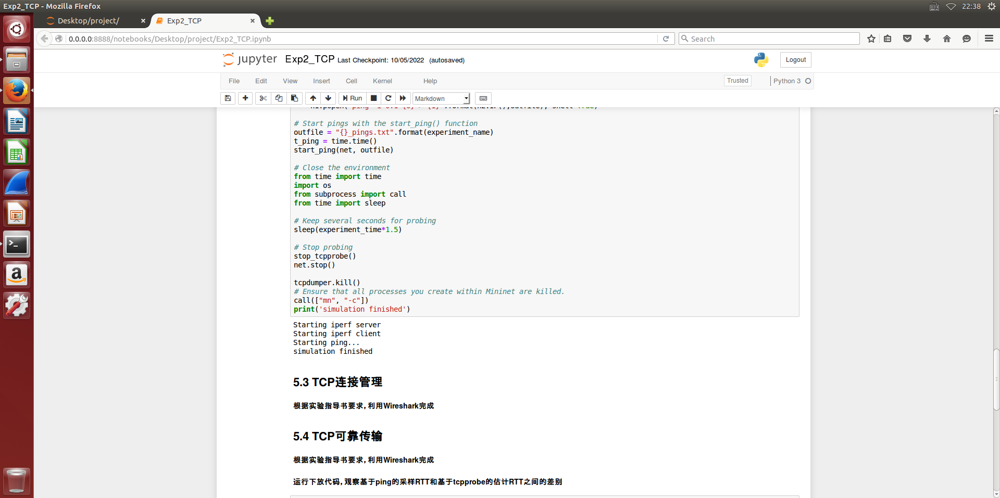 Exp2_TCP - Mozilla Firefox
22:38
Desktop/project/
Exp2_TCP
0.0.0.0:8888/notebooks/Desktop/project/Exp2_TCP.ipynb
Search
jupyter Exp2_TCP Last Checkpoint: 10/05/2022 (autosaved)
Logout
File Edit View Insert Cell Kernel Help
Trusted
Python 3
Run
Markdown
# Start pings with the start_ping() function
outfile = "{}_pings.txt".format(experiment_name)
t_ping = time.time()
start_ping(net, outfile)
# Close the environment
from time import time
import os
from subprocess import call
from time import sleep
# Keep several seconds for probing
sleep(experiment_time*1.5)
# Stop probing
stop_tcpprobe()
net.stop()
tcpdumper.kill()
# Ensure that all processes you create within Mininet are killed.
call(["mn", "-c"])
print('simulation finished')
Starting iperf server
Starting iperf client
Starting ping...
simulation finished
5.3 TCP连接管理
根据实验指导书要求，利用Wireshark完成
5.4 TCP可靠传输
根据实验指导书要求，利用Wireshark完成
运行下放代码，观察基于ping的采样RTT和基于tcpprobe的估计RTT之间的差别